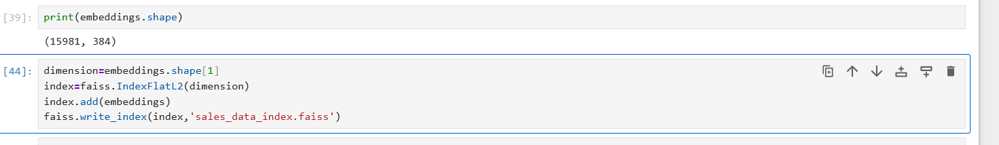 [39]: print(embeddings.shape)
(15981, 384)
[44]: dimension=embeddings.shape[1]
index=faiss.IndexFlatL2(dimension)
index.add(embeddings)
faiss.write_index(index,'sales_data_index.faiss')